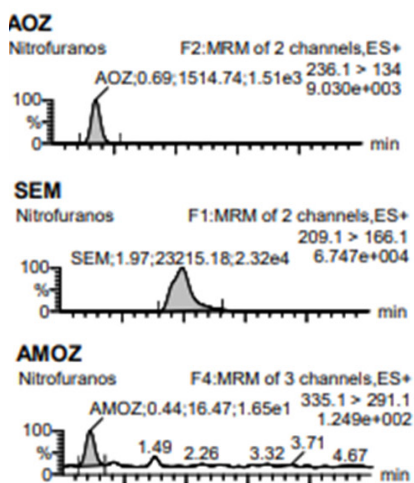 AOZ
Nitrofuranos F2:MRM of 2 channels,ES+
AOZ;0.69;1514.74;1.51e3 236.1 > 134
9.030e+003
100
%
0 min
SEM
Nitrofuranos F1:MRM of 2 channels,ES+
209.1 > 166.1
SEM;1.97;23215.18;2.32e4 6.747e+004
100
%
0 min
AMOZ
Nitrofuranos F4:MRM of 3 channels,ES+
335.1 > 291.1
AMOZ;0.44;16.47;1.65e1 1.249e+002
100
%
1.49 2.26 3.32 3.71 4.67
0 min